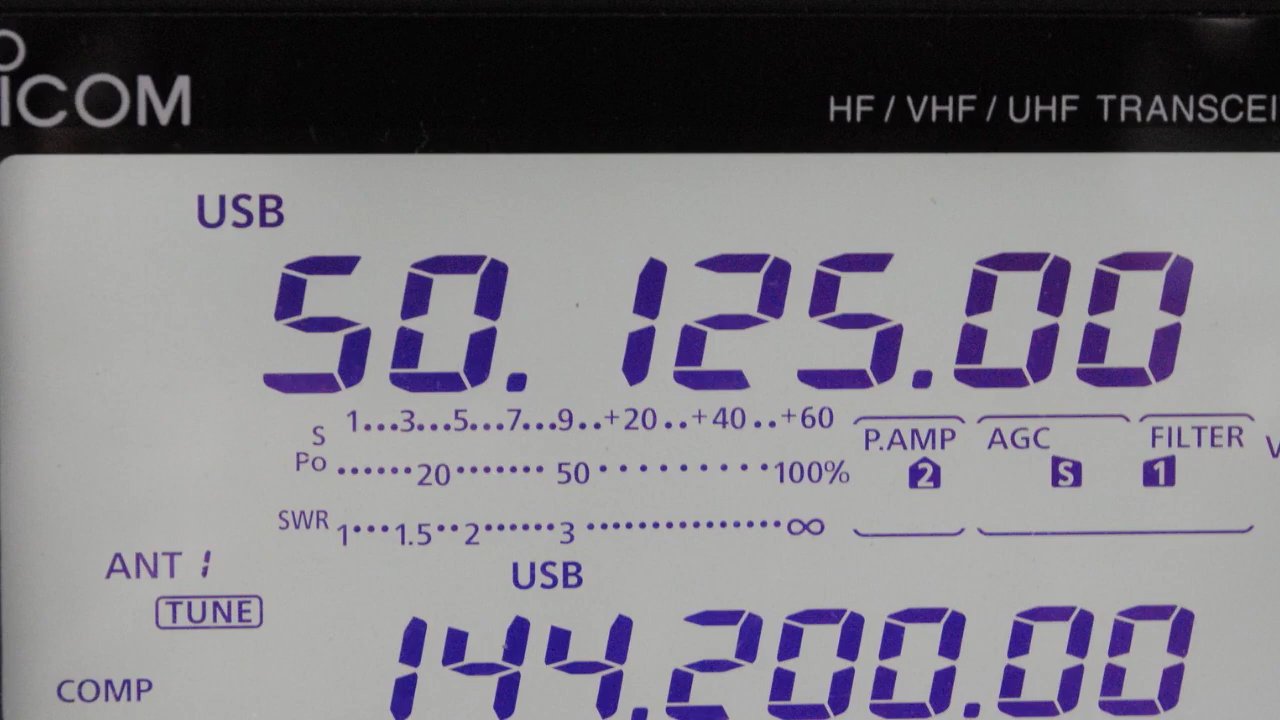 ICOM
HF / VHF / UHF TRANSCEI
USB
50.125.00
S 1...3...5...7...9..+20..+40..+60
Po ......20.......50.........100%
P.AMP AGC FILTER
2 S 1
SWR 1...1.5..2......3...............∞
ANT 1
USB
TUNE
144.200.00
COMP